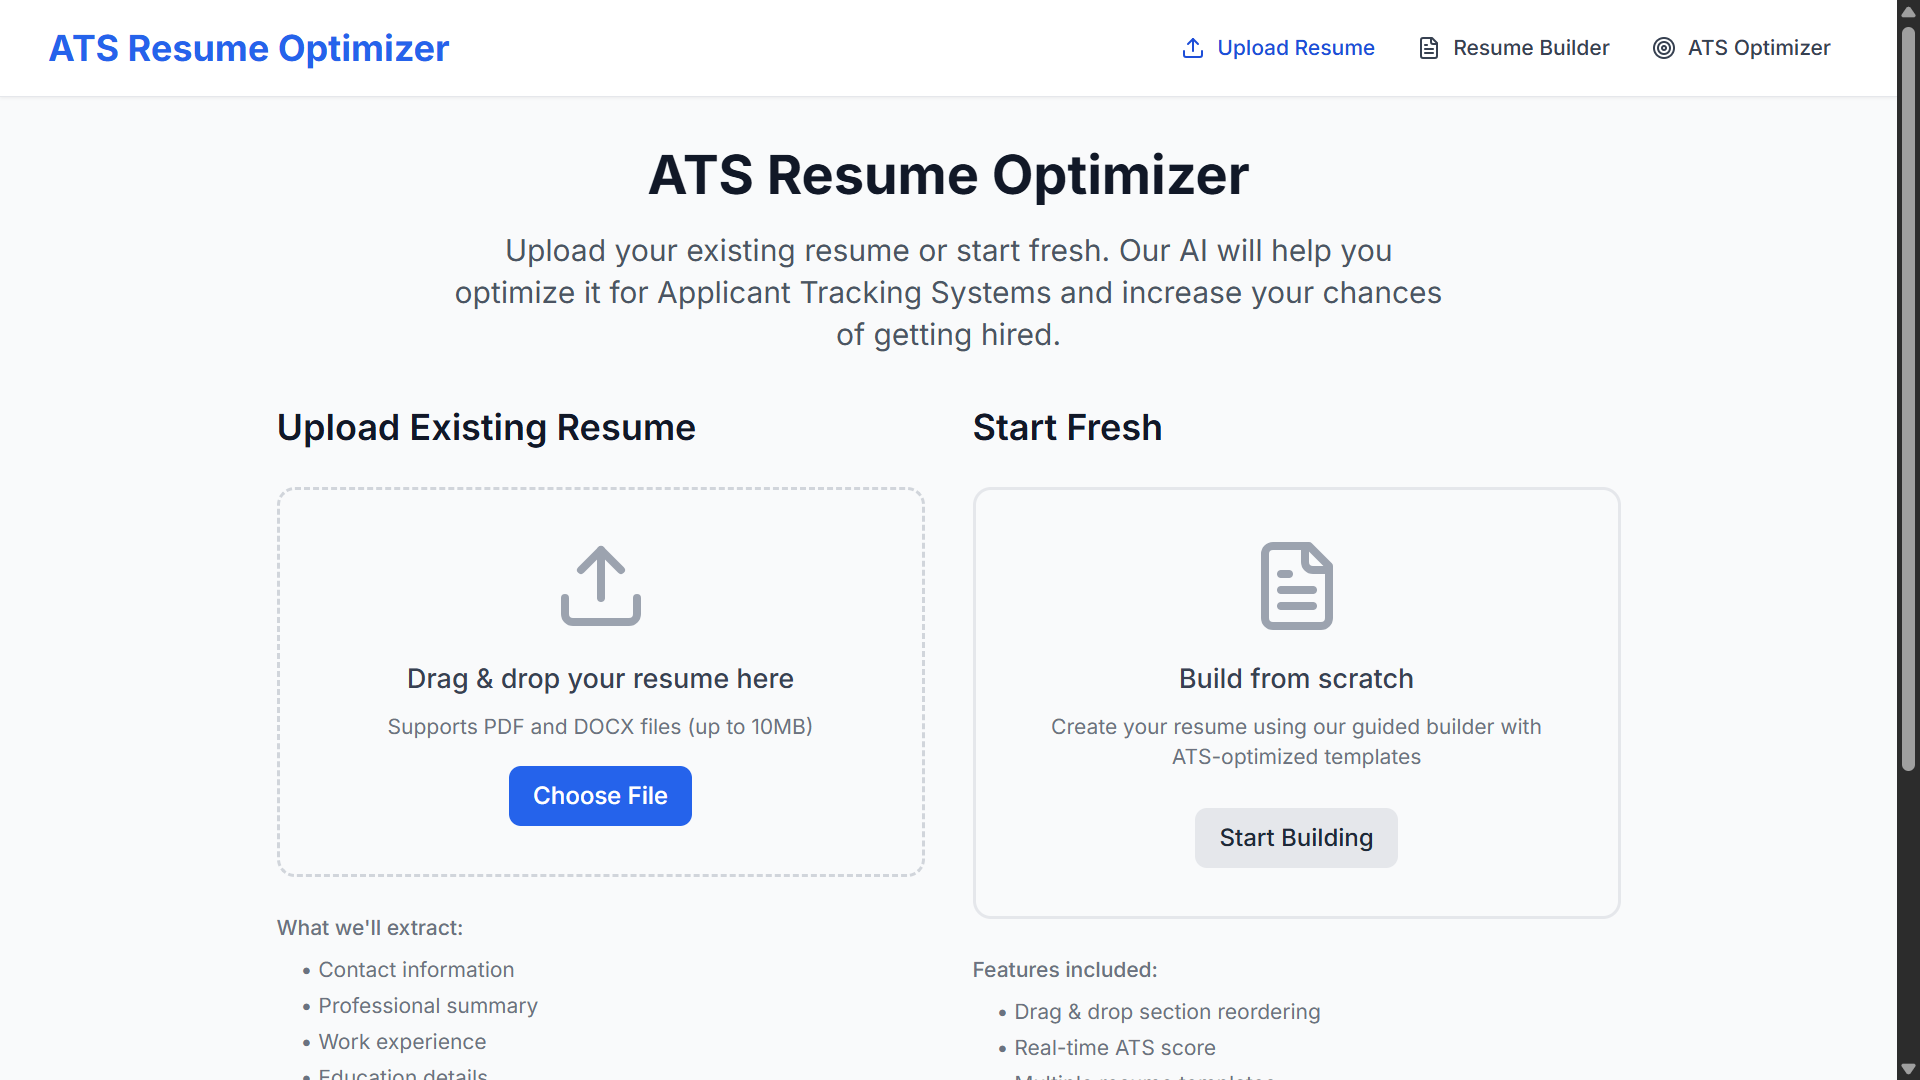 ATS Resume Optimizer
Upload Resume
Resume Builder
ATS Optimizer
ATS Resume Optimizer
Upload your existing resume or start fresh. Our AI will help you
optimize it for Applicant Tracking Systems and increase your chances
of getting hired.
Upload Existing Resume
Drag & drop your resume here
Supports PDF and DOCX files (up to 10MB)
Choose File
What we'll extract:
• Contact information
• Professional summary
• Work experience
• Education details
Start Fresh
Build from scratch
Create your resume using our guided builder with
ATS-optimized templates
Start Building
Features included:
• Drag & drop section reordering
• Real-time ATS score
• Multiple resume templates